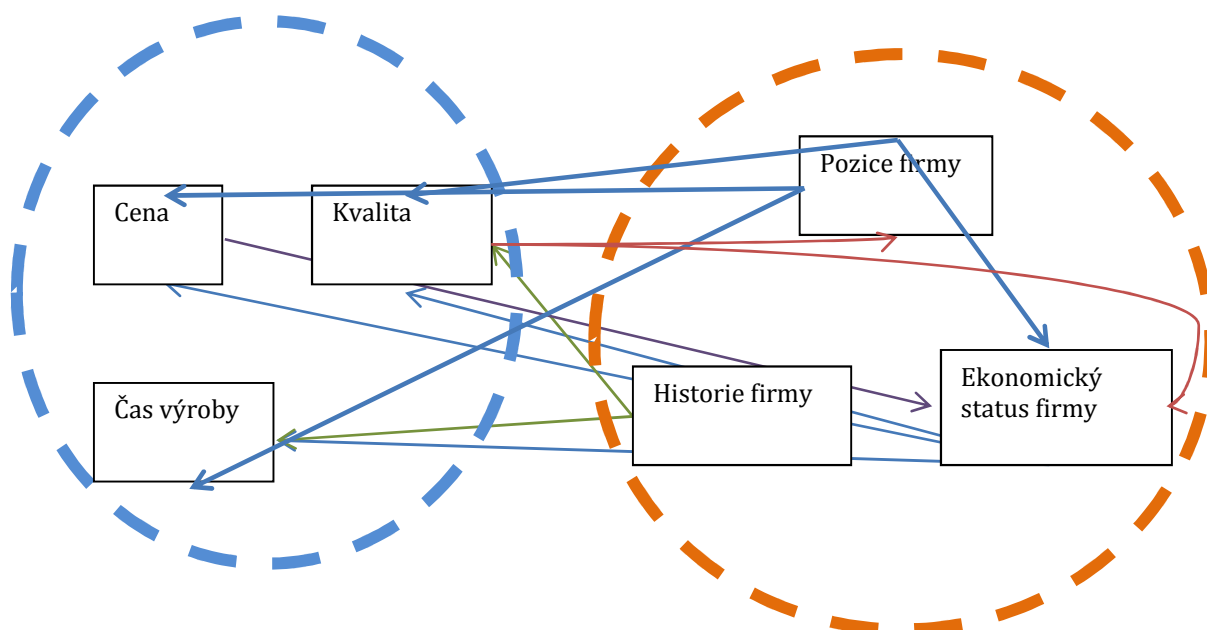 Pozice firmy
Cena
Kvalita
Historie firmy
Ekonomický
status firmy
Čas výroby